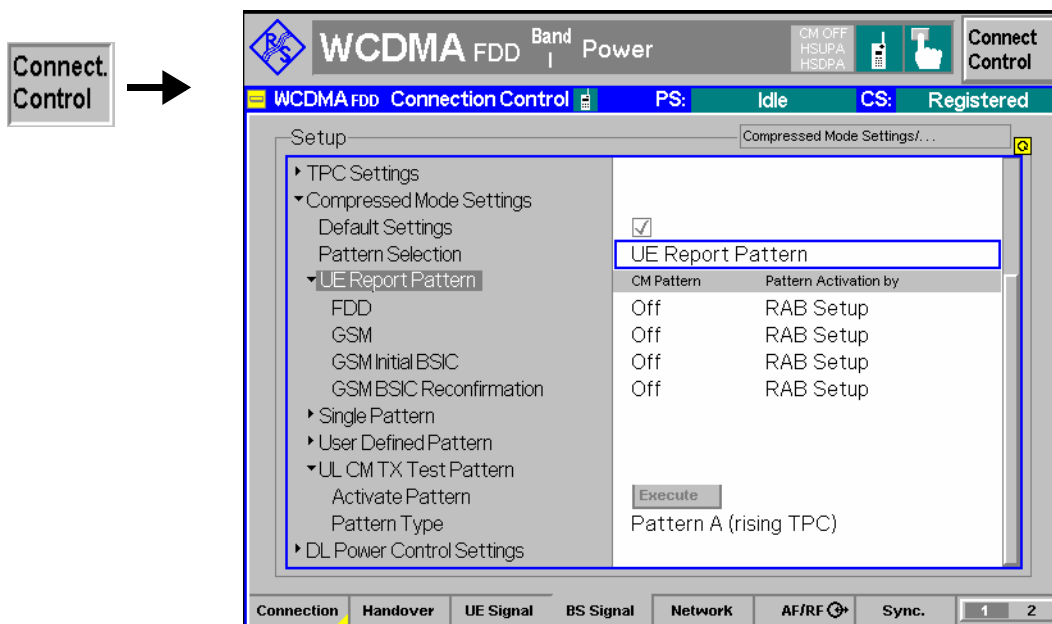 Connect.
Control
WCDMA FDD Band I Power
CM OFF
HSUPA
HSDPA
Connect
Control
WCDMA FDD Connection Control PS: Idle CS: Registered
Setup Compressed Mode Settings/...
TPC Settings
Compressed Mode Settings
Default Settings
Pattern Selection UE Report Pattern
UE Report Pattern CM Pattern Pattern Activation by
FDD Off RAB Setup
GSM Off RAB Setup
GSM Initial BSIC Off RAB Setup
GSM BSIC Reconfirmation Off RAB Setup
Single Pattern
User Defined Pattern
UL CM TX Test Pattern
Activate Pattern Execute
Pattern Type Pattern A (rising TPC)
DL Power Control Settings
Connection Handover UE Signal BS Signal Network AF/RF Sync. 1 2